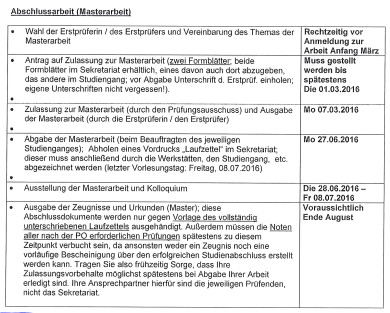 Abschlussarbeit (Masterarbeit)
• Wahl der Erstprüferin / des Erstprüfers und Vereinbarung des Themas der Masterarbeit
Rechtzeitig vor
Anmeldung zur
Arbeit Anfang März
• Antrag auf Zulassung zur Masterarbeit (zwei Formblätter; beide
Formblätter im Sekretariat erhältlich, eines davon auch dort abzugeben,
das andere im Studiengang; vor Abgabe Unterschrift d. Erstprüf. einholen;
eigene Unterschriften nicht vergessen!).
•
Muss gestellt
werden bis
spätestens
Die 01.03.2016
• Zulassung zur Masterarbeit (durch den Prüfungsausschuss) und Ausgabe
der Masterarbeit (durch die Erstprüferin / den Erstprüfer)
•
Mo 07.03.2016
• Abgabe der Masterarbeit (beim Beauftragten des jeweiligen
Studienganges); Abholen eines Vordrucks „Laufzettel" im Sekretariat;
dieser muss anschließend durch die Werkstätten, den Studiengang, etc.
abgezeichnet werden (letzter Vorlesungstag: Freitag, 08.07.2016)
•
Mo 27.06.2016
• Ausstellung der Masterarbeit und Kolloquium
Die 28.06.2016 –
Fr 08.07.2016
• Ausgabe der Zeugnisse und Urkunden (Master); diese
Abschlussdokumente werden nur gegen Vorlage des vollständig
unterschriebenen Laufzettels ausgehändigt. Außerdem müssen die Noten
aller nach der PO erforderlichen Prüfungen spätestens zu diesem
Zeitpunkt verbucht sein, da ansonsten weder ein Zeugnis noch eine
vorläufige Bescheinigung über den erfolgreichen Studienabschluss erstellt
werden kann. Tragen Sie also frühzeitig Sorge, dass Ihre
Zulassungsvorbehalte möglichst spätestens bei Abgabe Ihrer Arbeit
erledigt sind. Ihre Ansprechpartner hierfür sind die jeweiligen Prüfenden,
nicht das Sekretariat.
Voraussichtlich
Ende August